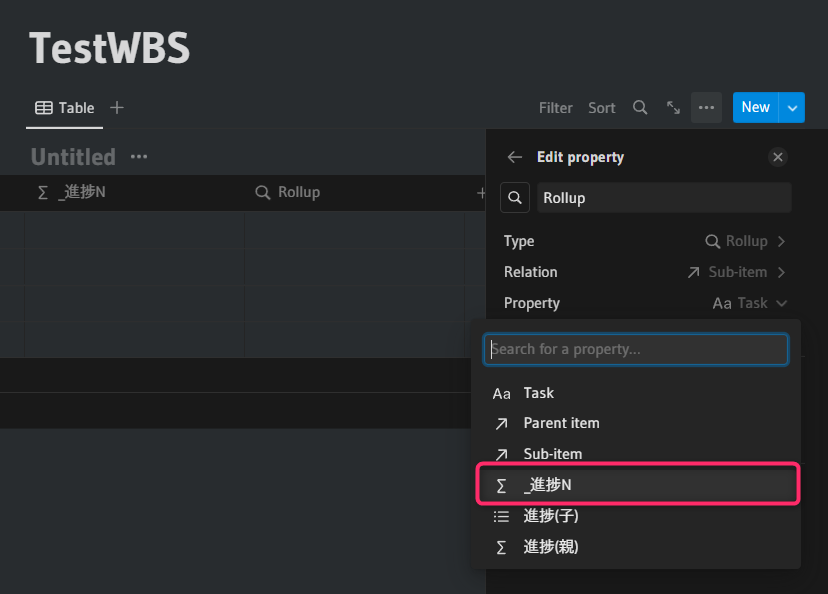 TestWBS
Table
Filter Sort New
Untitled
Σ _進捗N Rollup
Edit property
Rollup
Type Rollup
Relation Sub-item
Property Aa Task
Search for a property...
Aa Task
Parent item
Sub-item
Σ _進捗N
進捗(子)
Σ 進捗(親)